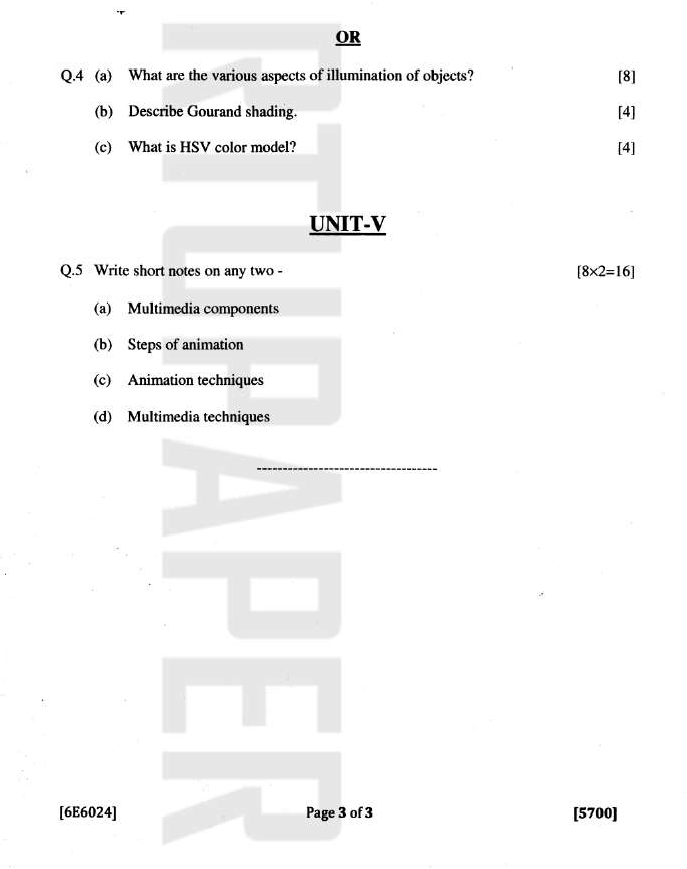 OR
Q.4 (a) What are the various aspects of illumination of objects? [8]
(b) Describe Gourand shading. [4]
(c) What is HSV color model? [4]
UNIT-V
Q.5 Write short notes on any two - [8×2=16]
(a) Multimedia components
(b) Steps of animation
(c) Animation techniques
(d) Multimedia techniques
----------------------------------
[6E6024] Page 3 of 3 [5700]
RTUPAPER